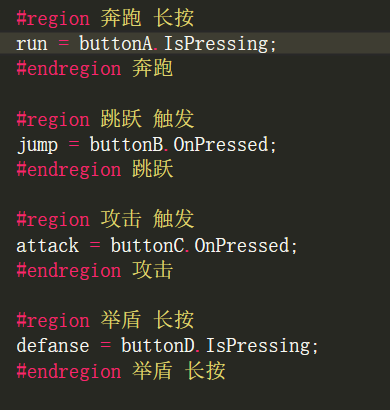 #region 奔跑 长按
run = buttonA.IsPressing;
#endregion 奔跑
#region 跳跃 触发
jump = buttonB.OnPressed;
#endregion 跳跃
#region 攻击 触发
attack = buttonC.OnPressed;
#endregion 攻击
#region 举盾 长按
defanse = buttonD.IsPressing;
#endregion 举盾 长按